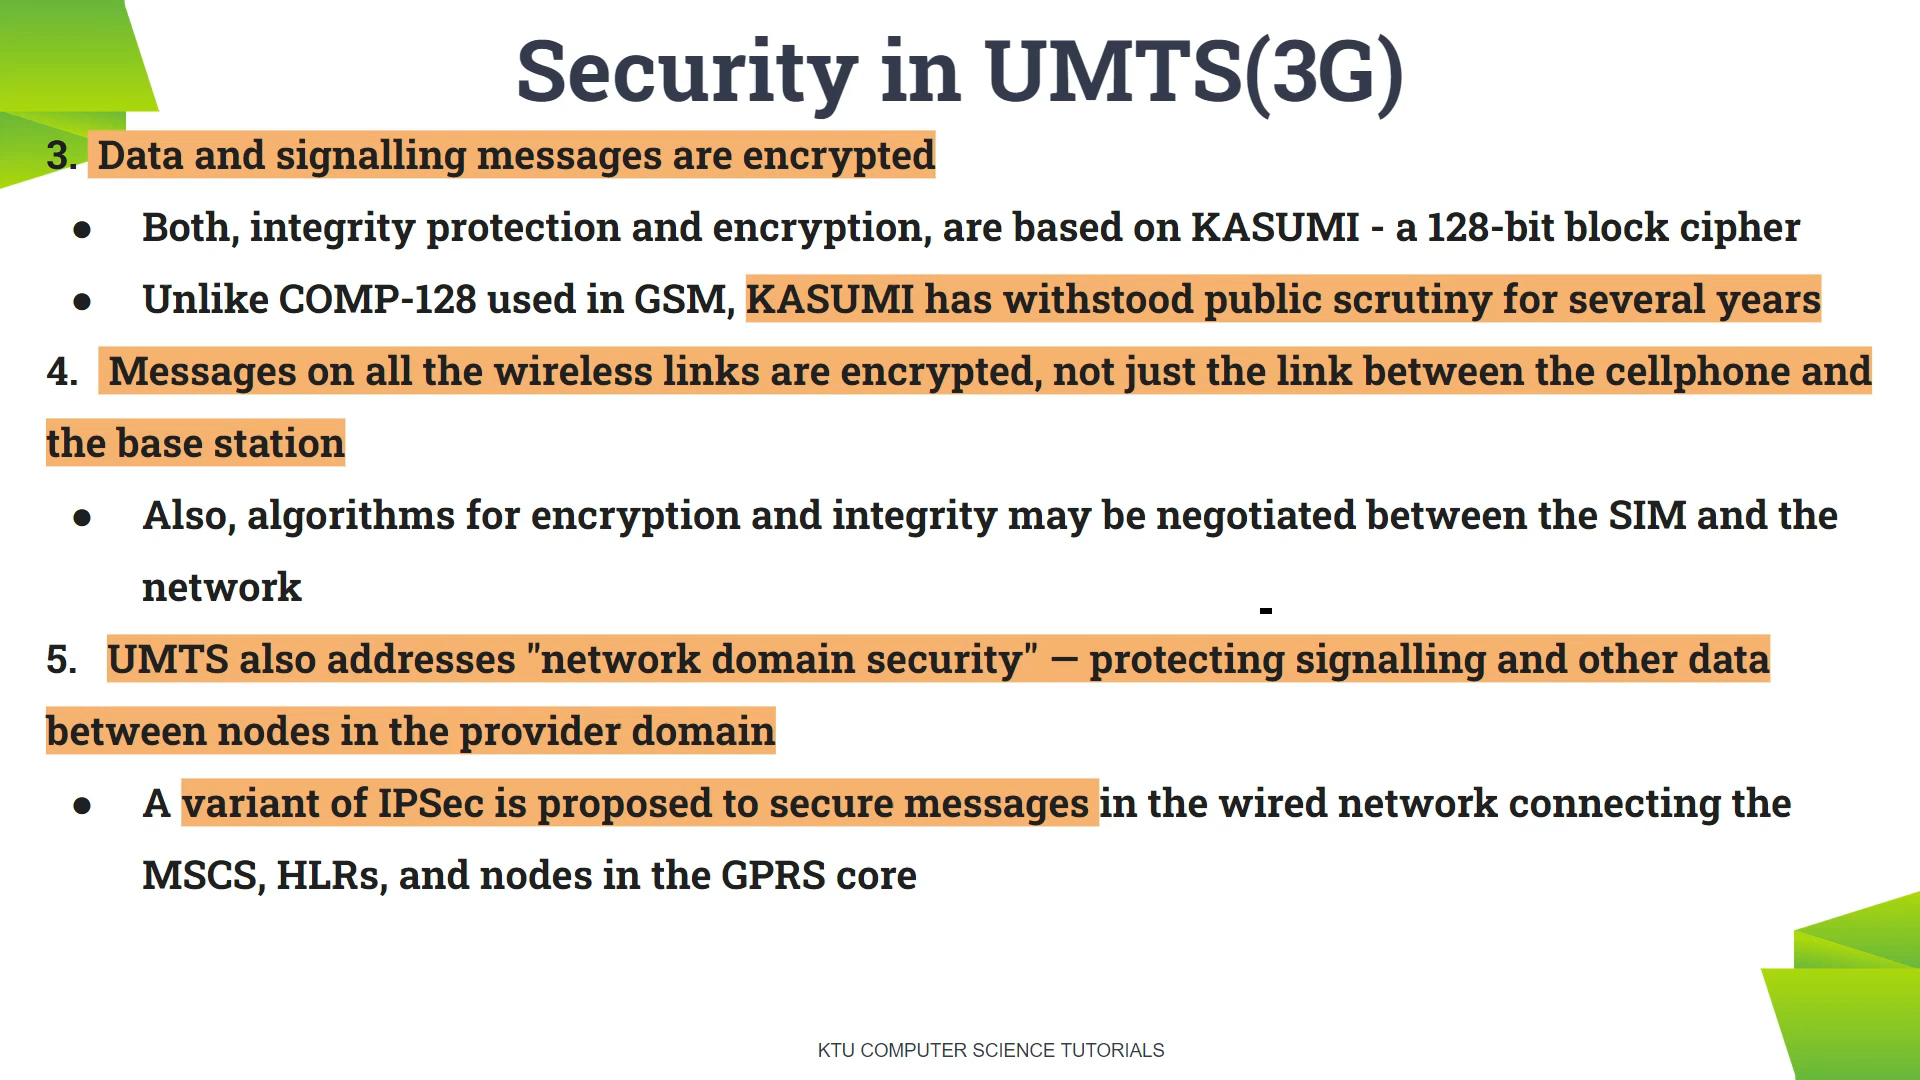 Security in UMTS(3G)
3. Data and signalling messages are encrypted
● Both, integrity protection and encryption, are based on KASUMI - a 128-bit block cipher
● Unlike COMP-128 used in GSM, KASUMI has withstood public scrutiny for several years
4. Messages on all the wireless links are encrypted, not just the link between the cellphone and
the base station
● Also, algorithms for encryption and integrity may be negotiated between the SIM and the
network
5. UMTS also addresses "network domain security" — protecting signalling and other data
between nodes in the provider domain
● A variant of IPSec is proposed to secure messages in the wired network connecting the
MSCS, HLRs, and nodes in the GPRS core
KTU COMPUTER SCIENCE TUTORIALS